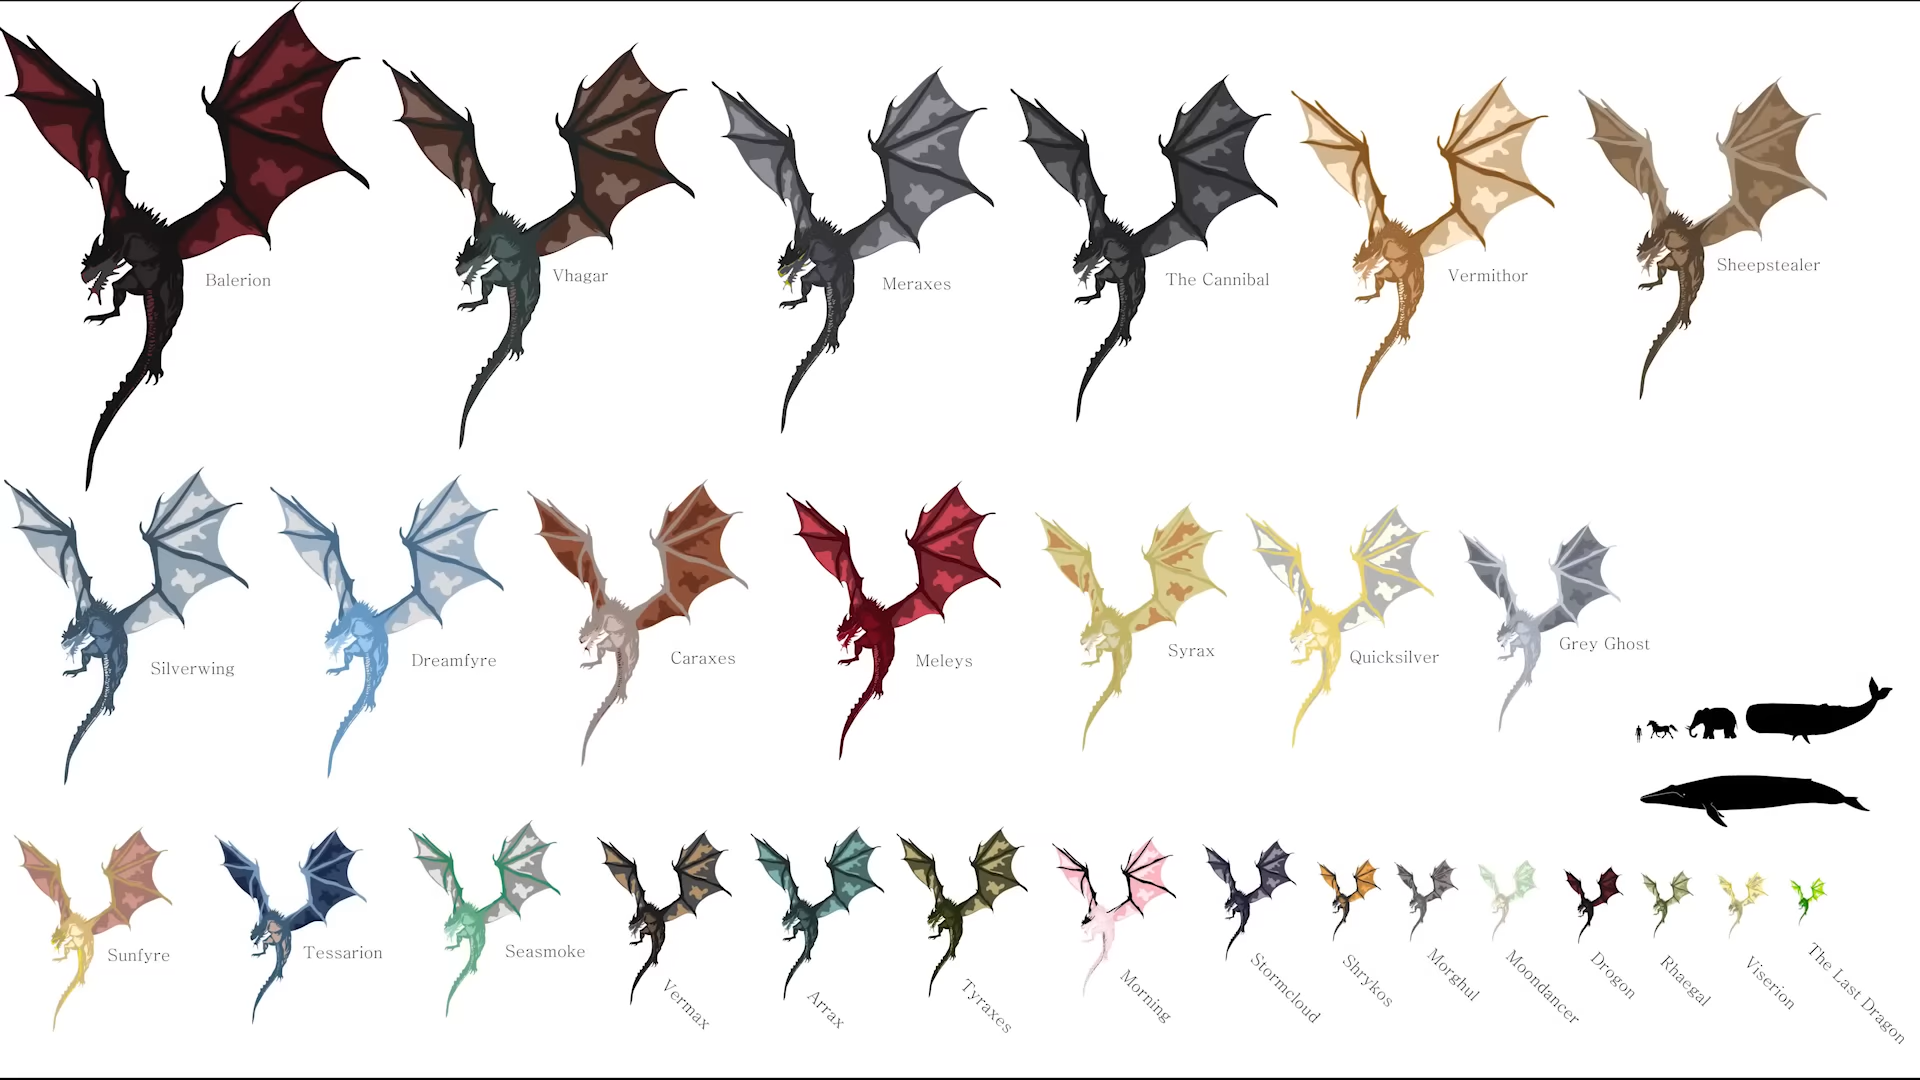 Balerion
Vhagar
Meraxes
The Cannibal
Vermithor
Sheepstealer
Silverwing
Dreamfyre
Caraxes
Meleys
Syrax
Quicksilver
Grey Ghost
Sunfyre
Tessarion
Seasmoke
Vermax
Arrax
Tyraxes
Morning
Stormcloud
Shrykos
Morghul
Moondancer
Drogon
Rhaegal
Viserion
The Last Dragon